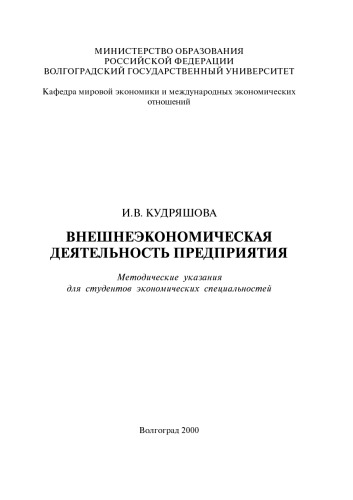 МИНИСТЕРСТВО ОБРАЗОВАНИЯ
РОССИЙСКОЙ ФЕДЕРАЦИИ
ВОЛГОГРАДСКИЙ ГОСУДАРСТВЕННЫЙ УНИВЕРСИТЕТ
Кафедра мировой экономики и международных экономических
отношений
И.В. КУДРЯШОВА
ВНЕШНЕЭКОНОМИЧЕСКАЯ
ДЕЯТЕЛЬНОСТЬ ПРЕДПРИЯТИЯ
Методические указания
для студентов экономических специальностей
Волгоград 2000